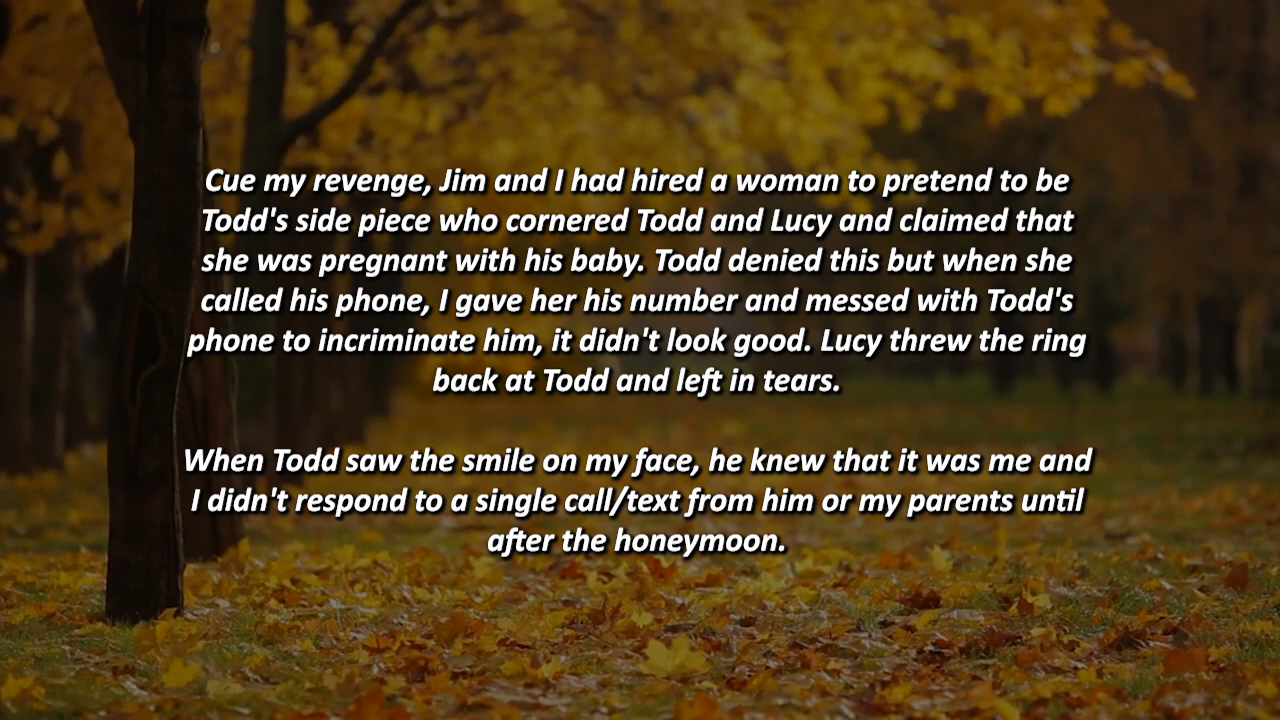 Cue my revenge, Jim and I had hired a woman to pretend to be
Todd's side piece who cornered Todd and Lucy and claimed that
she was pregnant with his baby. Todd denied this but when she
called his phone, I gave her his number and messed with Todd's
phone to incriminate him, it didn't look good. Lucy threw the ring
back at Todd and left in tears.
When Todd saw the smile on my face, he knew that it was me and
I didn't respond to a single call/text from him or my parents until
after the honeymoon.